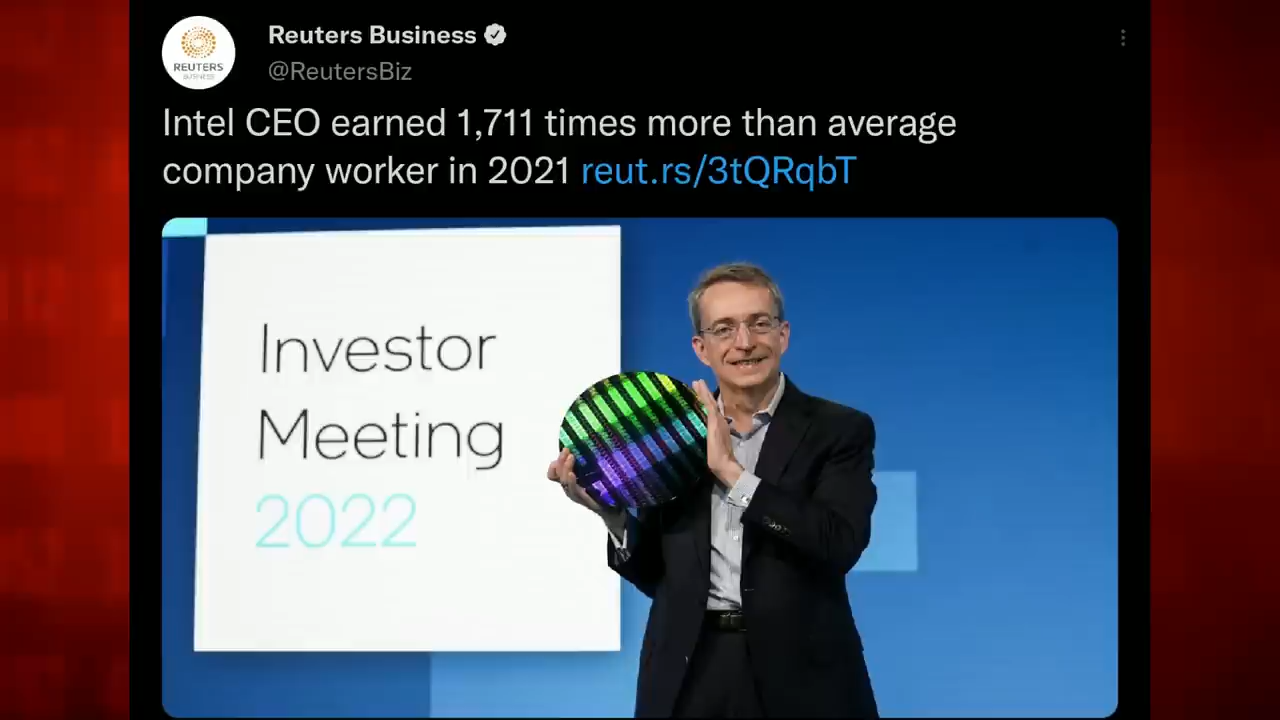 Reuters Business
@ReutersBiz
REUTERS
BUSINESS
Intel CEO earned 1,711 times more than average
company worker in 2021 reut.rs/3tQRqbT
Investor
Meeting
2022